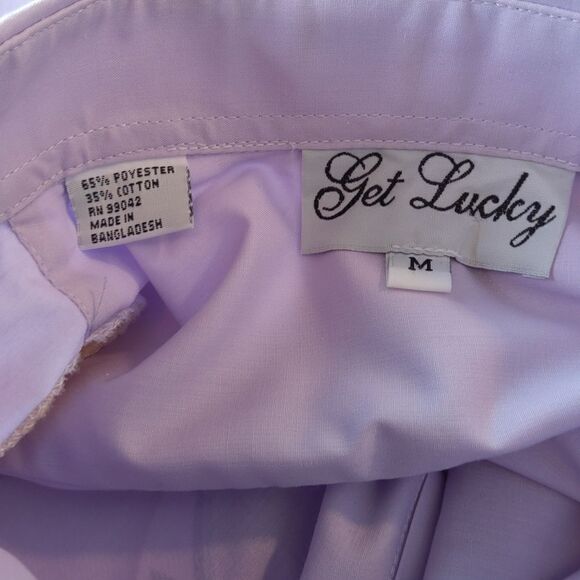 65% POYESTER
35% COTTON
RN 99042
MADE IN
BANGLADESH
get Lucky
M